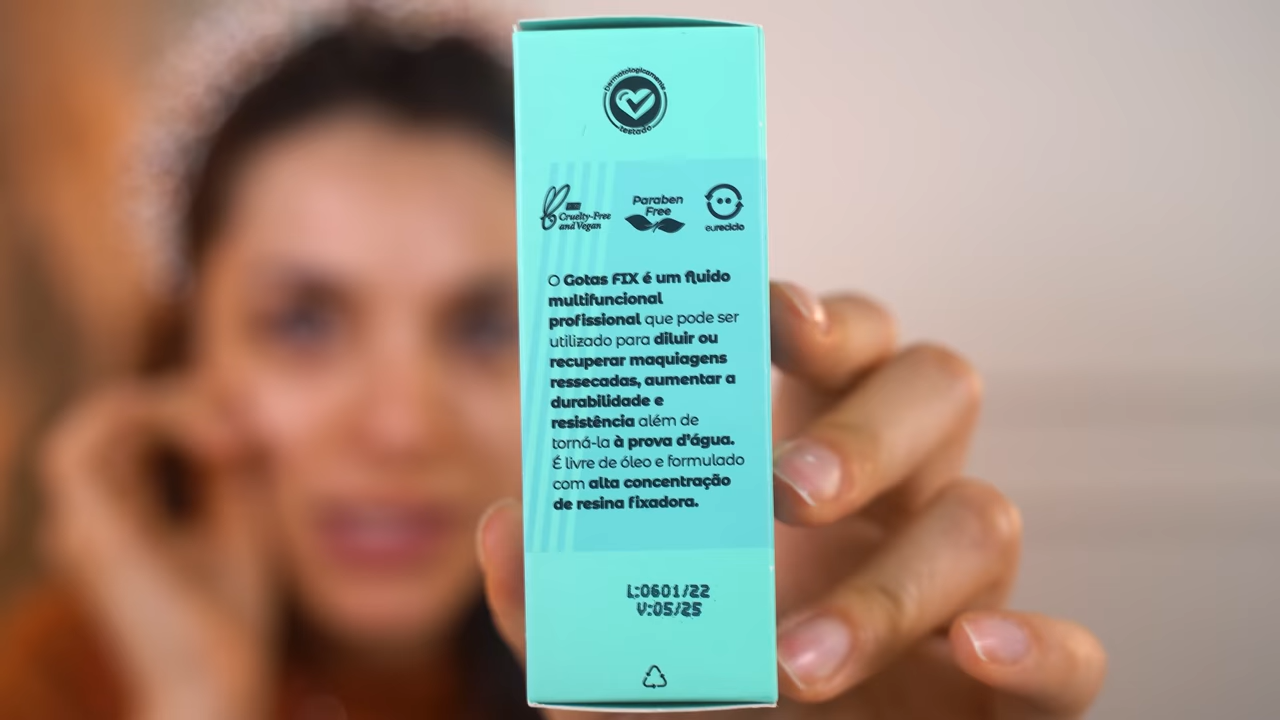 Dermatologicamente
testado
Cruelty-Free
and Vegan
Paraben
Free
eureciclo
O Gotas FIX é um fluido
multifuncional
profissional que pode ser
utilizado para diluir ou
recuperar maquiagens
ressecadas, aumentar a
durabilidade e
resistência além de
torná-la à prova d'água.
É livre de óleo e formulado
com alta concentração
de resina fixadora.
L:0601/22
V:05/25